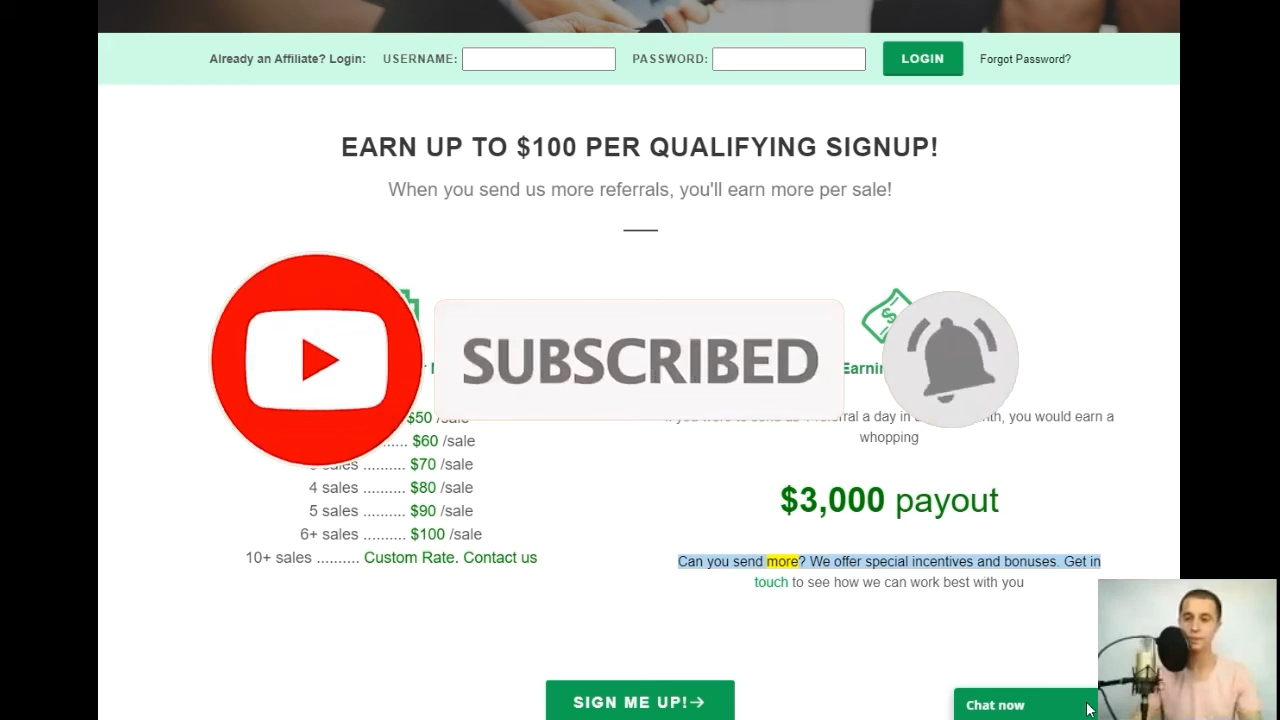 Already an Affiliate? Login: USERNAME: PASSWORD: LOGIN Forgot Password?
EARN UP TO $100 PER QUALIFYING SIGNUP!
When you send us more referrals, you'll earn more per sale!
SUBSCRIBED
$50 /sale
$60 /sale
sales .......... $70 /sale
4 sales .......... $80 /sale
5 sales .......... $90 /sale
6+ sales .......... $100 /sale
10+ sales .......... Custom Rate. Contact us
you would earn a
whopping
$3,000 payout
Can you send more? We offer special incentives and bonuses. Get in
touch to see how we can work best with you
SIGN ME UP!→
Chat now